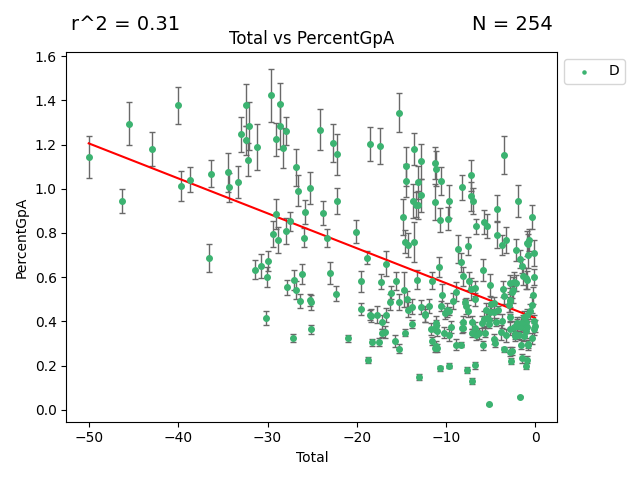 r^2 = 0.31 N = 254
Total vs PercentGpA
D
1.6
1.4
1.2
1.0
0.8
0.6
0.4
0.2
0.0
PercentGpA
−50 −40 −30 −20 −10 0
Total